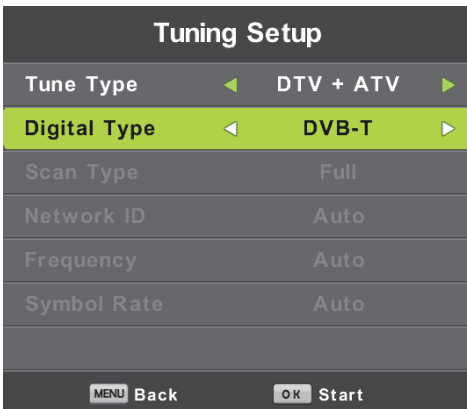 Tuning Setup
Tune Type DTV + ATV
Digital Type DVB-T
Scan Type Full
Network ID Auto
Frequency Auto
Symbol Rate Auto
MENU Back OK Start